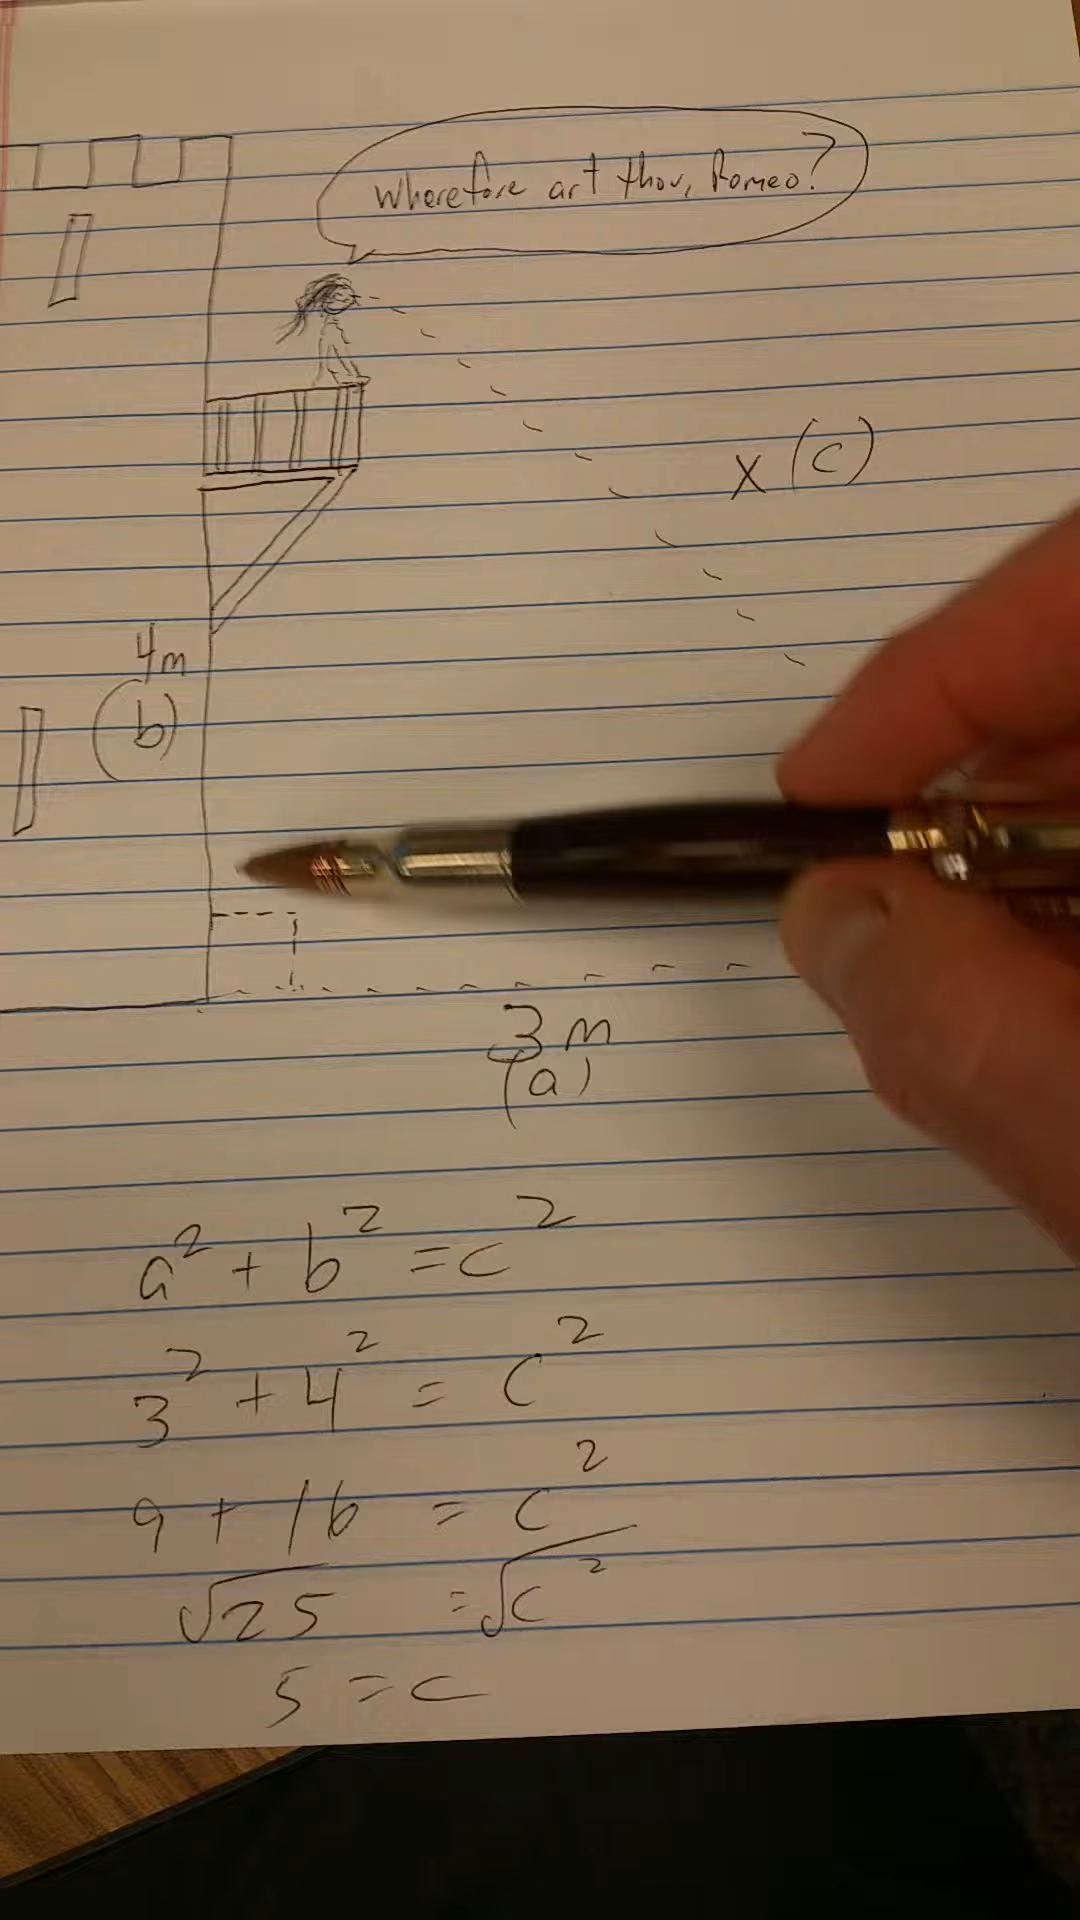 Wherefore art thou, Romeo?
X (c)
4m
(b)
3m
(a)
a² + b² = c²
3² + 4² = c²
9 + 16 = c²
√25 = √c²
5 = c